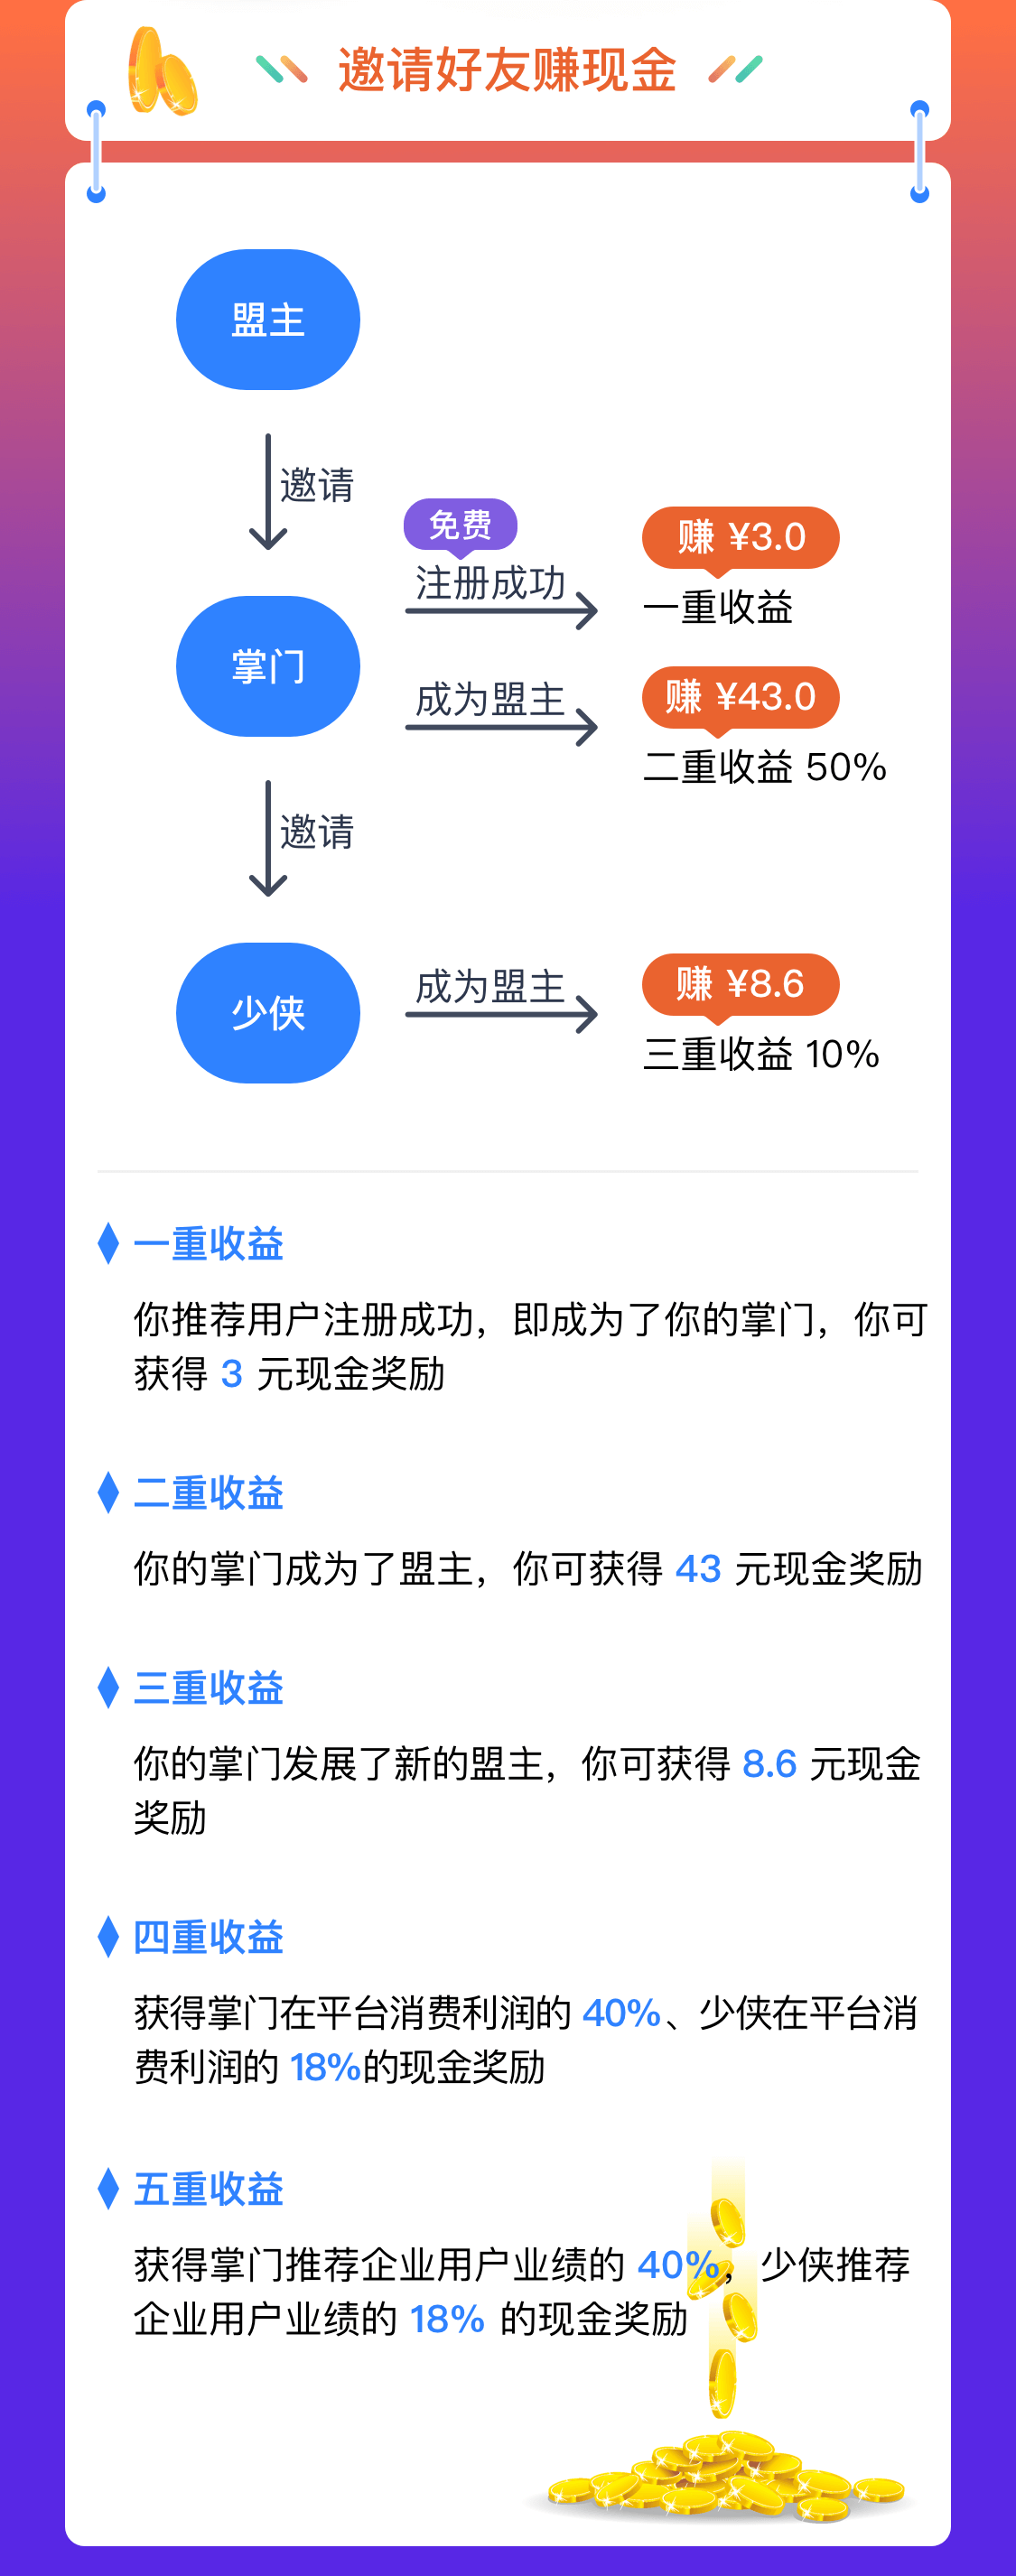 邀请好友赚现金
盟主
邀请
免费
注册成功
赚 ¥3.0
一重收益
掌门
成为盟主
赚 ¥43.0
二重收益 50%
邀请
少侠
成为盟主
赚 ¥8.6
三重收益 10%
一重收益
你推荐用户注册成功，即成为了你的掌门，你可
获得 3 元现金奖励
二重收益
你的掌门成为了盟主，你可获得 43 元现金奖励
三重收益
你的掌门发展了新的盟主，你可获得 8.6 元现金
奖励
四重收益
获得掌门在平台消费利润的 40%、少侠在平台消
费利润的 18%的现金奖励
五重收益
获得掌门推荐企业用户业绩的 40%，少侠推荐
企业用户业绩的 18% 的现金奖励